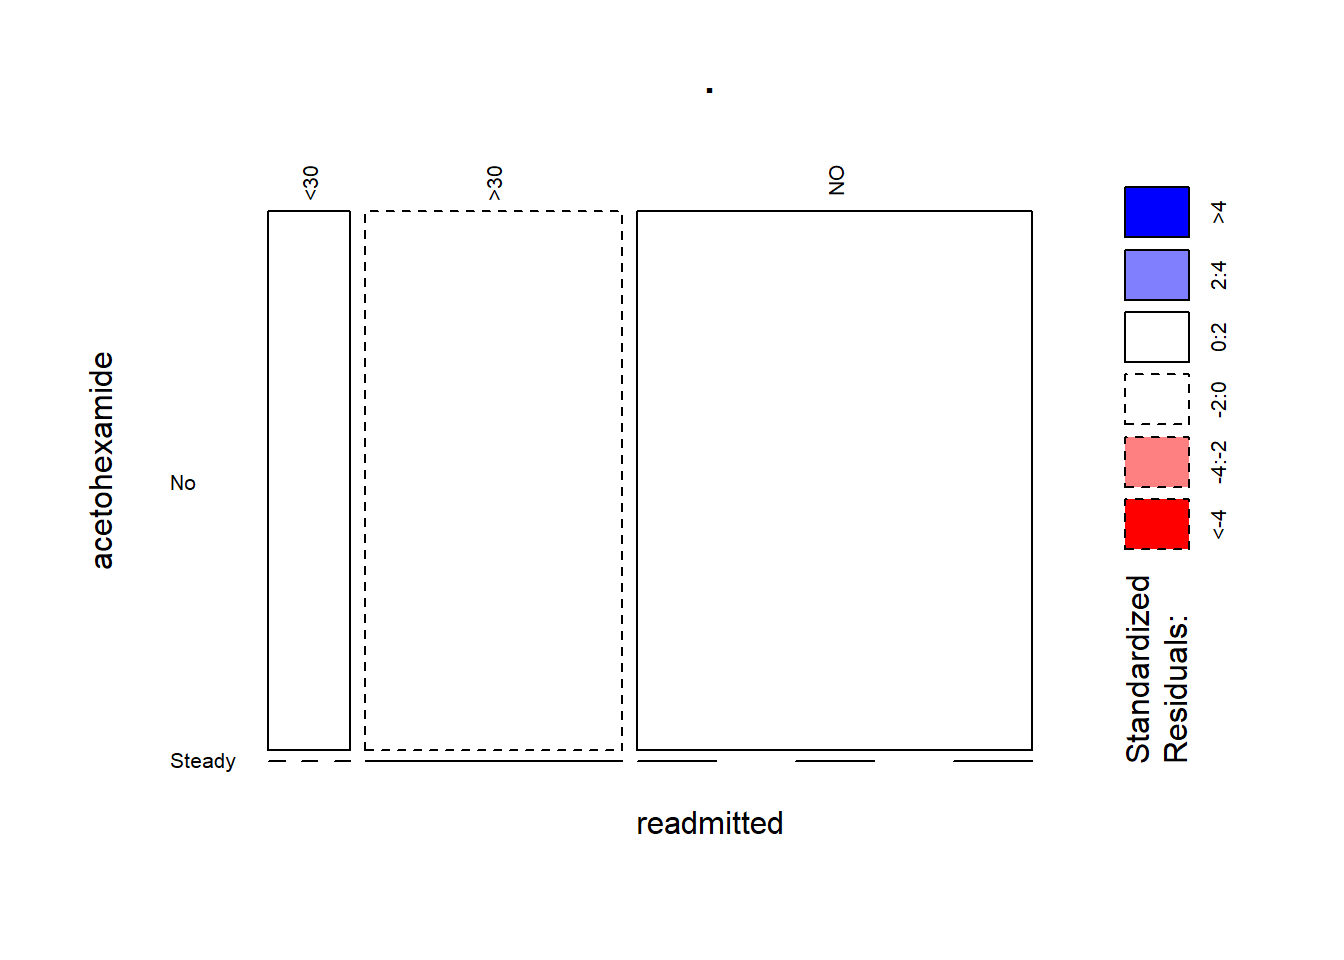 .
<30
>30
NO
acetohexamide
No
Steady
readmitted
Standardized
Residuals:
<-4
-4:-2
-2:0
0:2
2:4
>4